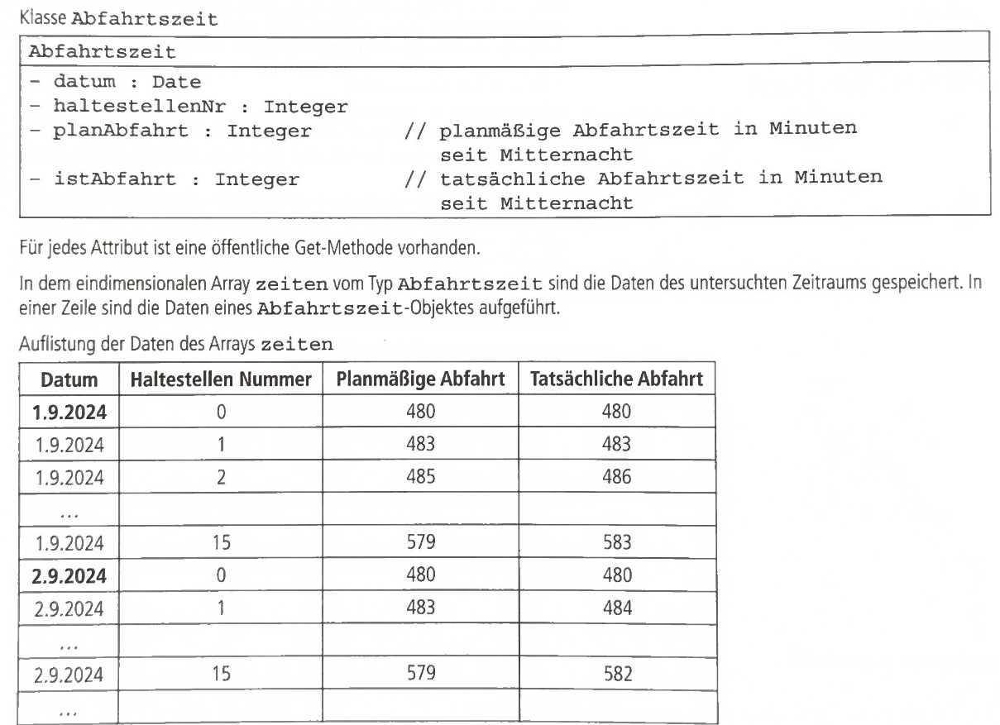 Klasse Abfahrtszeit
Abfahrtszeit
- datum : Date
- haltestellenNr : Integer
- planAbfahrt : Integer // planmäßige Abfahrtszeit in Minuten
seit Mitternacht
- istAbfahrt : Integer // tatsächliche Abfahrtszeit in Minuten
seit Mitternacht
Für jedes Attribut ist eine öffentliche Get-Methode vorhanden.
In dem eindimensionalen Array zeiten vom Typ Abfahrtszeit sind die Daten des untersuchten Zeitraums gespeichert. In
einer Zeile sind die Daten eines Abfahrtszeit-Objektes aufgeführt.
Auflistung der Daten des Arrays zeiten
Datum Haltestellen Nummer Planmäßige Abfahrt Tatsächliche Abfahrt
1.9.2024 0 480 480
1.9.2024 1 483 483
1.9.2024 2 485 486
...
1.9.2024 15 579 583
2.9.2024 0 480 480
2.9.2024 1 483 484
...
2.9.2024 15 579 582
...